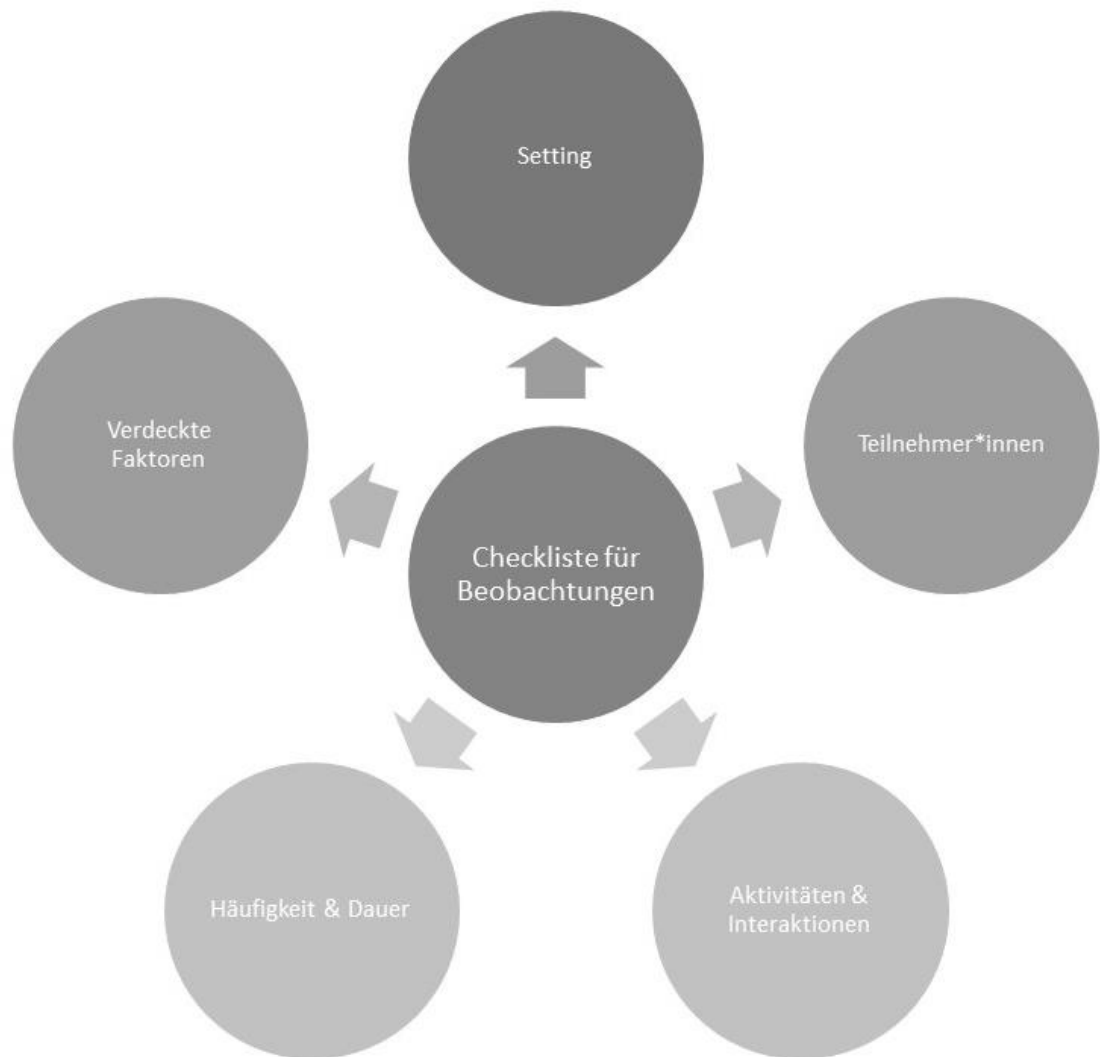 Setting
Verdeckte
Faktoren
Teilnehmer*innen
Checkliste für
Beobachtungen
Häufigkeit & Dauer
Aktivitäten &
Interaktionen